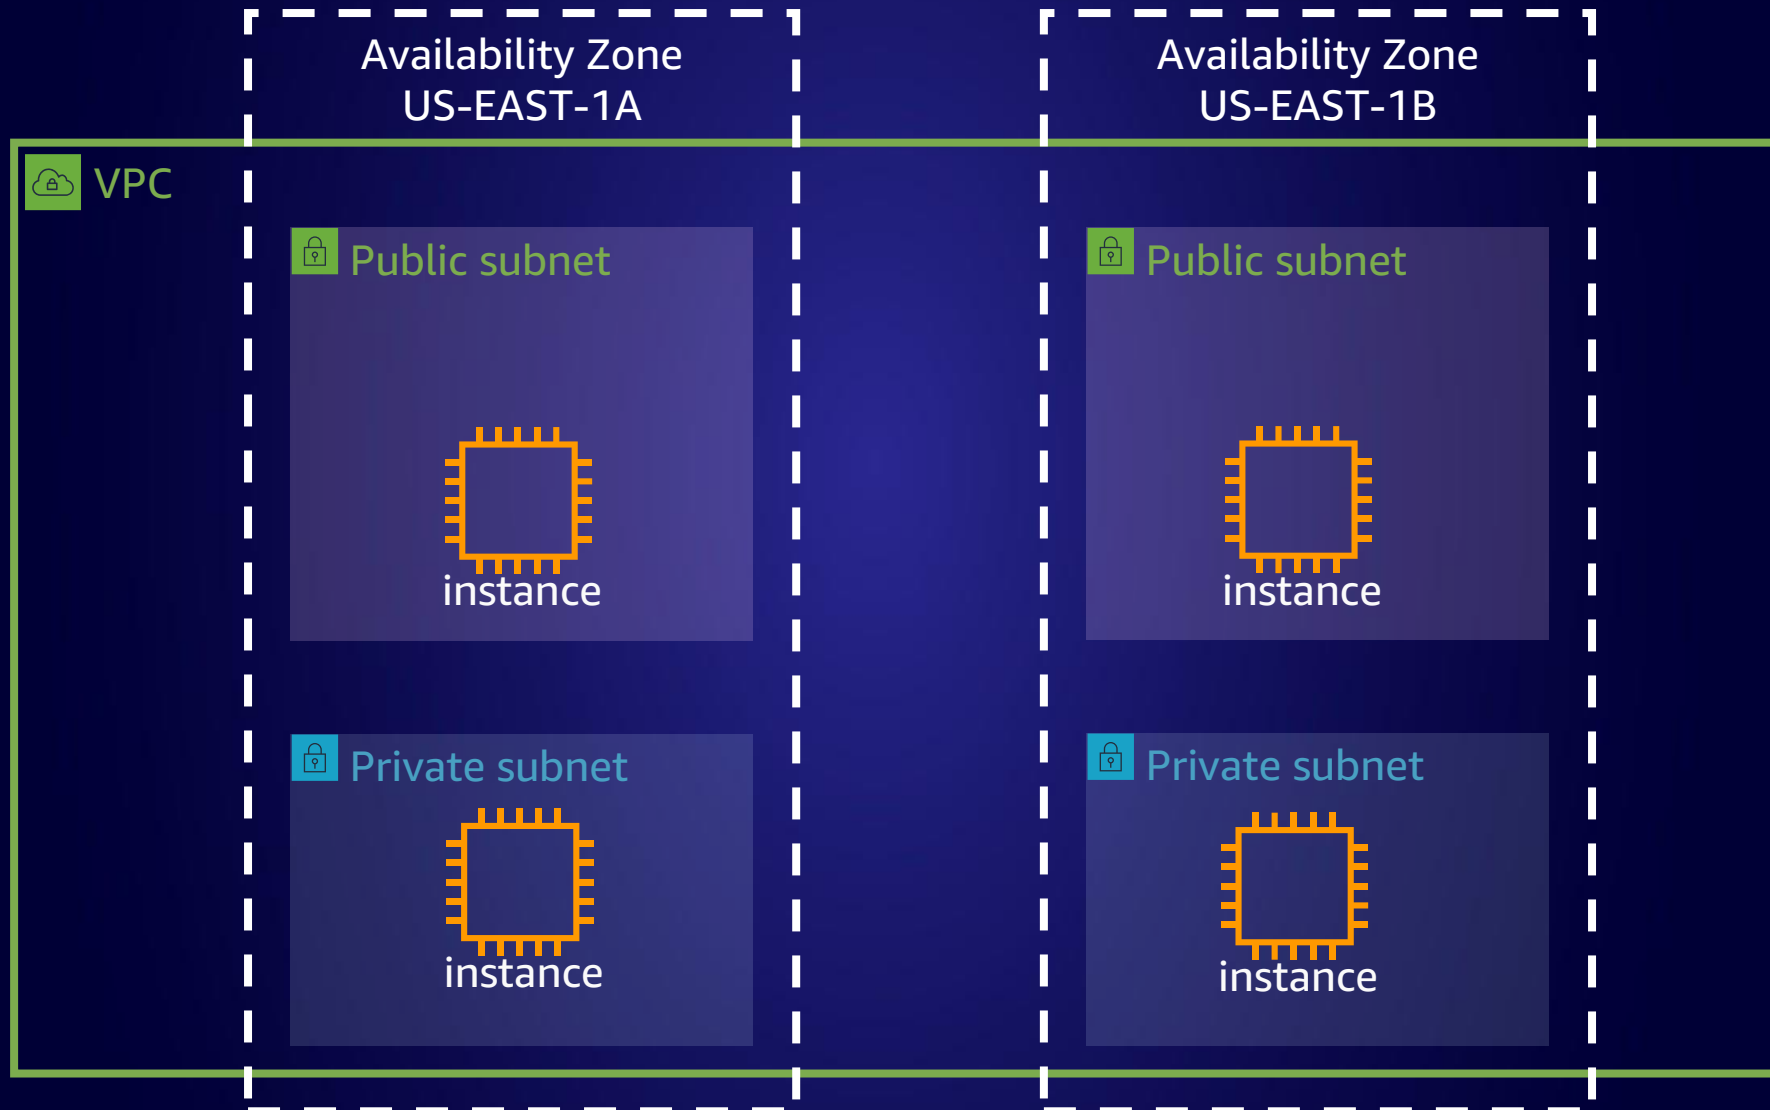 Availability Zone
US-EAST-1A
Availability Zone
US-EAST-1B
VPC
Public subnet
instance
Public subnet
instance
Private subnet
instance
Private subnet
instance